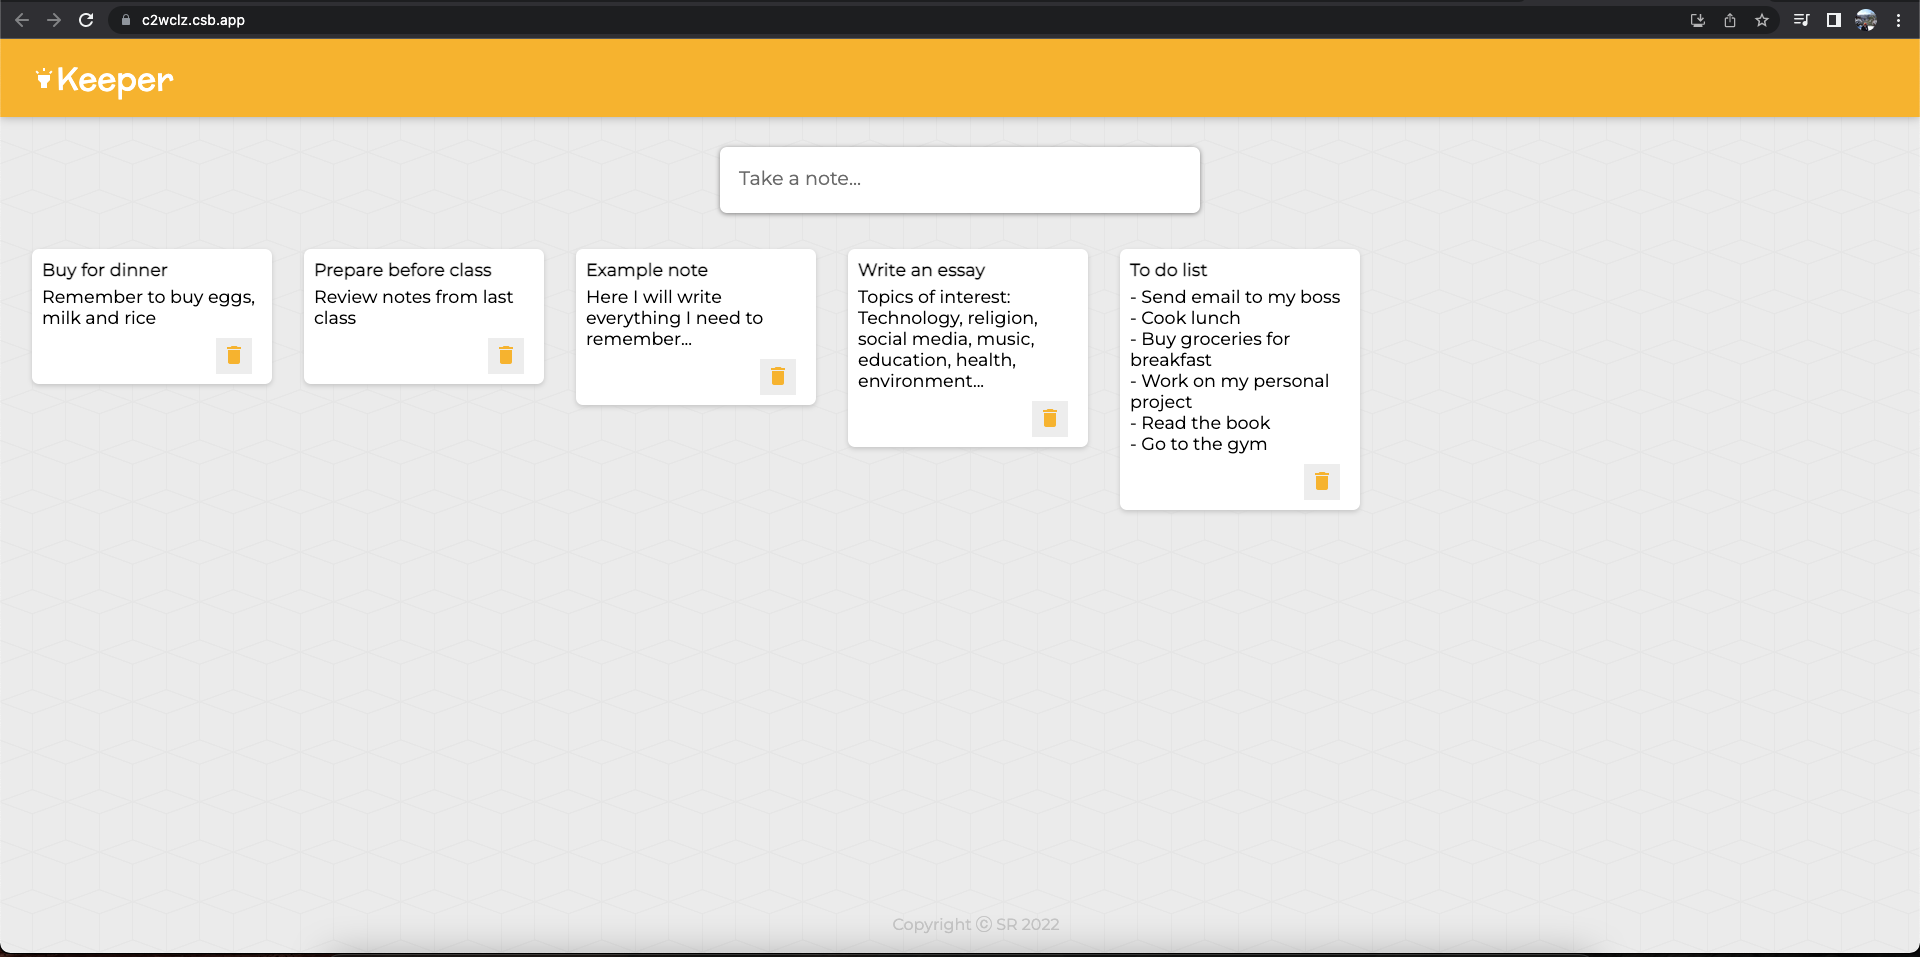 c2wclz.csb.app
Keeper
Take a note...
Buy for dinner
Remember to buy eggs,
milk and rice
Prepare before class
Review notes from last
class
Example note
Here I will write
everything I need to
remember...
Write an essay
Topics of interest:
Technology, religion,
social media, music,
education, health,
environment...
To do list
- Send email to my boss
- Cook lunch
- Buy groceries for
breakfast
- Work on my personal
project
- Read the book
- Go to the gym
Copyright ⓒ SR 2022